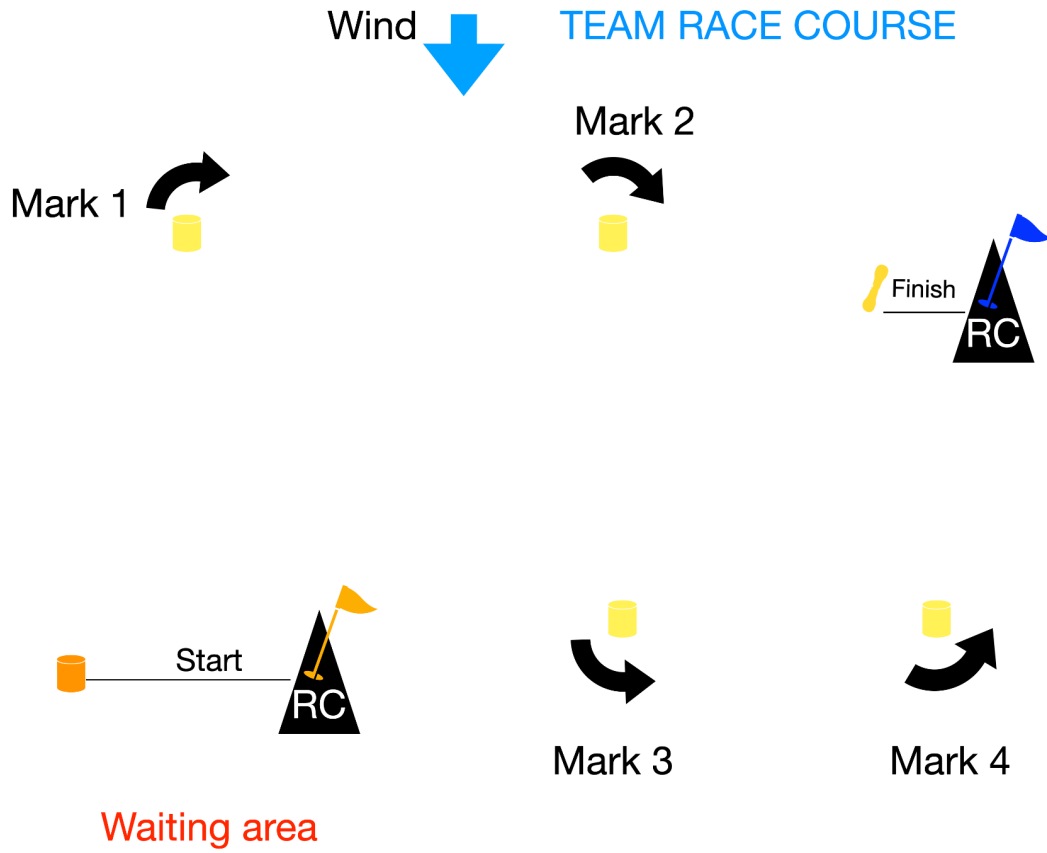 Wind
TEAM RACE COURSE
Mark 2
Mark 1
Finish
RC
Start
RC
Mark 3
Mark 4
Waiting area